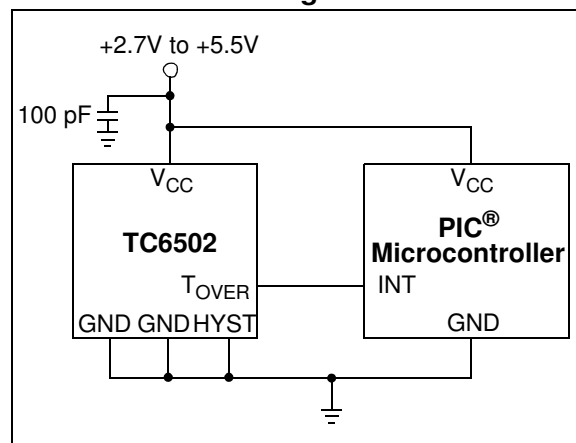 +2.7V to +5.5V
100 pF
VCC
VCC
TC6502
PIC®
Microcontroller
TOVER
INT
GND GND HYST
GND